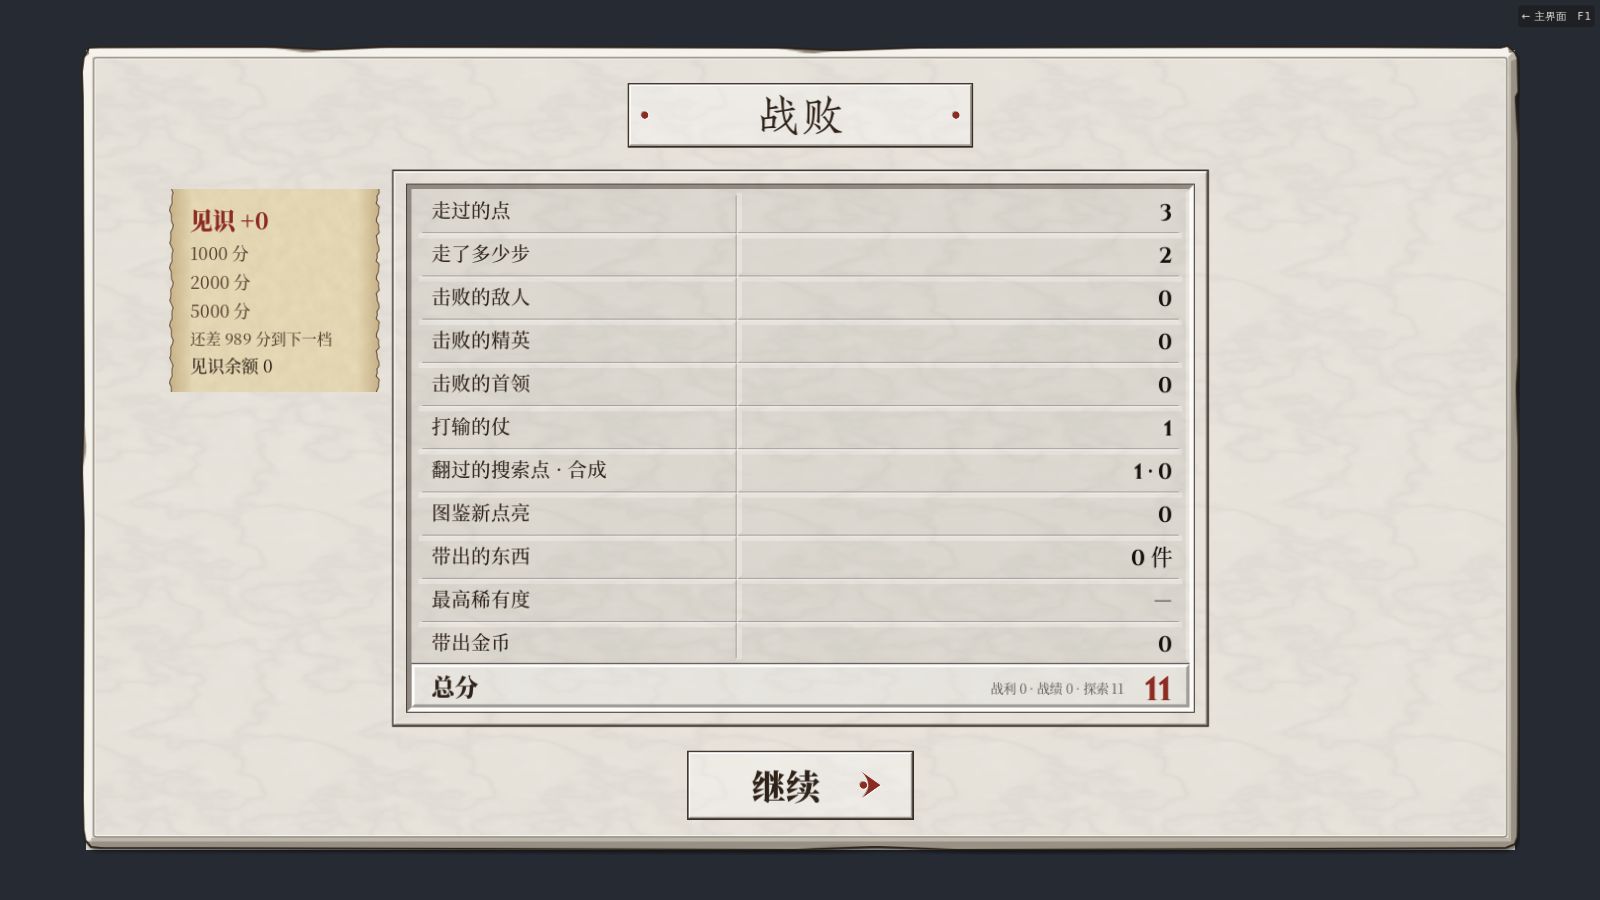 ← 主界面 F1
战败
见识 +0
1000 分
2000 分
5000 分
还差 989 分到下一档
见识余额 0
走过的点 3
走了多少步 2
击败的敌人 0
击败的精英 0
击败的首领 0
打输的仗 1
翻过的搜索点 · 合成 1 · 0
图鉴新点亮 0
带出的东西 0 件
最高稀有度 —
带出金币 0
总分 战利 0 · 战绩 0 · 探索 11 11
继续